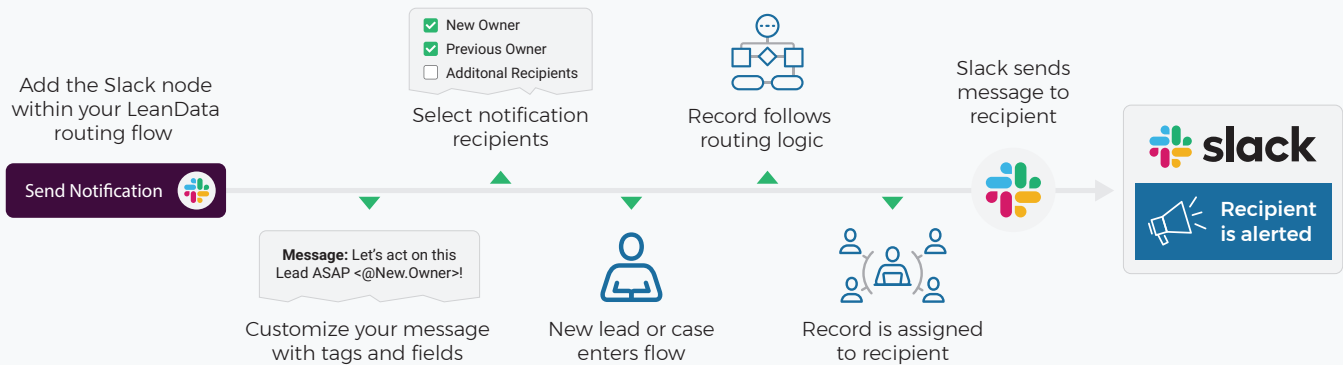 Add the Slack node
within your LeanData
routing flow
Send Notification
Message: Let's act on this
Lead ASAP <@New.Owner>!
Customize your message
with tags and fields
New Owner
Previous Owner
Additonal Recipients
Select notification
recipients
New lead or case
enters flow
Record follows
routing logic
Record is assigned
to recipient
Slack sends
message to
recipient
slack
Recipient
is alerted